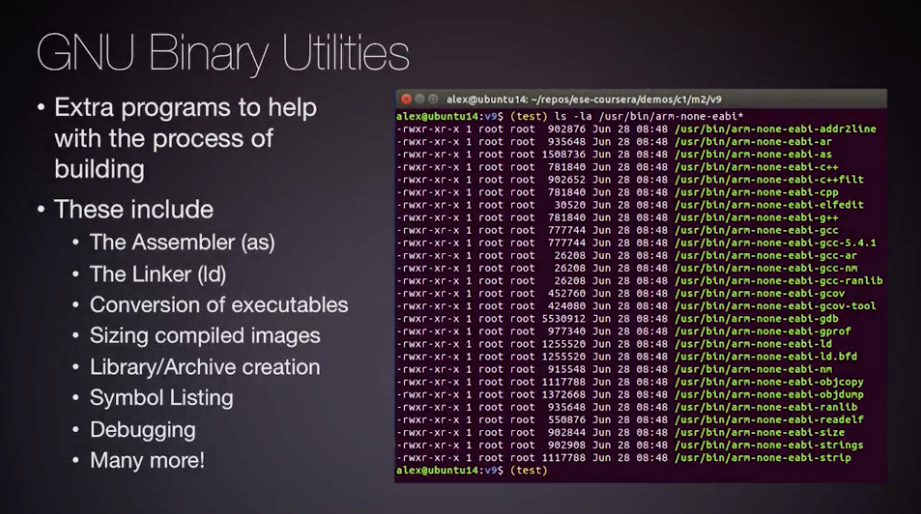 GNU Binary Utilities
• Extra programs to help
with the process of
building
• These include
• The Assembler (as)
• The Linker (ld)
• Conversion of executables
• Sizing compiled images
• Library/Archive creation
• Symbol Listing
• Debugging
• Many more!
alex@ubuntu14: ~/repos/ese-coursera/demos/c1/m2/v9
alex@ubuntu14:v9$ (test) ls -la /usr/bin/arm-none-eabi*
-rwxr-xr-x 1 root root 902876 Jun 28 08:48 /usr/bin/arm-none-eabi-addr2line
-rwxr-xr-x 1 root root 935648 Jun 28 08:48 /usr/bin/arm-none-eabi-ar
-rwxr-xr-x 1 root root 1508736 Jun 28 08:48 /usr/bin/arm-none-eabi-as
-rwxr-xr-x 1 root root 781840 Jun 28 08:48 /usr/bin/arm-none-eabi-c++
-rwxr-xr-x 1 root root 902652 Jun 28 08:48 /usr/bin/arm-none-eabi-c++filt
-rwxr-xr-x 1 root root 781840 Jun 28 08:48 /usr/bin/arm-none-eabi-cpp
-rwxr-xr-x 1 root root 30520 Jun 28 08:48 /usr/bin/arm-none-eabi-elfedit
-rwxr-xr-x 1 root root 781840 Jun 28 08:48 /usr/bin/arm-none-eabi-g++
-rwxr-xr-x 1 root root 777744 Jun 28 08:48 /usr/bin/arm-none-eabi-gcc
-rwxr-xr-x 1 root root 777744 Jun 28 08:48 /usr/bin/arm-none-eabi-gcc-5.4.1
-rwxr-xr-x 1 root root 26208 Jun 28 08:48 /usr/bin/arm-none-eabi-gcc-ar
-rwxr-xr-x 1 root root 26208 Jun 28 08:48 /usr/bin/arm-none-eabi-gcc-nm
-rwxr-xr-x 1 root root 26208 Jun 28 08:48 /usr/bin/arm-none-eabi-gcc-ranlib
-rwxr-xr-x 1 root root 452760 Jun 28 08:48 /usr/bin/arm-none-eabi-gcov
-rwxr-xr-x 1 root root 424080 Jun 28 08:48 /usr/bin/arm-none-eabi-gcov-tool
-rwxr-xr-x 1 root root 5530912 Jun 28 08:48 /usr/bin/arm-none-eabi-gdb
-rwxr-xr-x 1 root root 977340 Jun 28 08:48 /usr/bin/arm-none-eabi-gprof
-rwxr-xr-x 1 root root 1255520 Jun 28 08:48 /usr/bin/arm-none-eabi-ld
-rwxr-xr-x 1 root root 1255520 Jun 28 08:48 /usr/bin/arm-none-eabi-ld.bfd
-rwxr-xr-x 1 root root 915548 Jun 28 08:48 /usr/bin/arm-none-eabi-nm
-rwxr-xr-x 1 root root 1117788 Jun 28 08:48 /usr/bin/arm-none-eabi-objcopy
-rwxr-xr-x 1 root root 1372668 Jun 28 08:48 /usr/bin/arm-none-eabi-objdump
-rwxr-xr-x 1 root root 935648 Jun 28 08:48 /usr/bin/arm-none-eabi-ranlib
-rwxr-xr-x 1 root root 550876 Jun 28 08:48 /usr/bin/arm-none-eabi-readelf
-rwxr-xr-x 1 root root 902844 Jun 28 08:48 /usr/bin/arm-none-eabi-size
-rwxr-xr-x 1 root root 902908 Jun 28 08:48 /usr/bin/arm-none-eabi-strings
-rwxr-xr-x 1 root root 1117788 Jun 28 08:48 /usr/bin/arm-none-eabi-strip
alex@ubuntu14:v9$ (test)